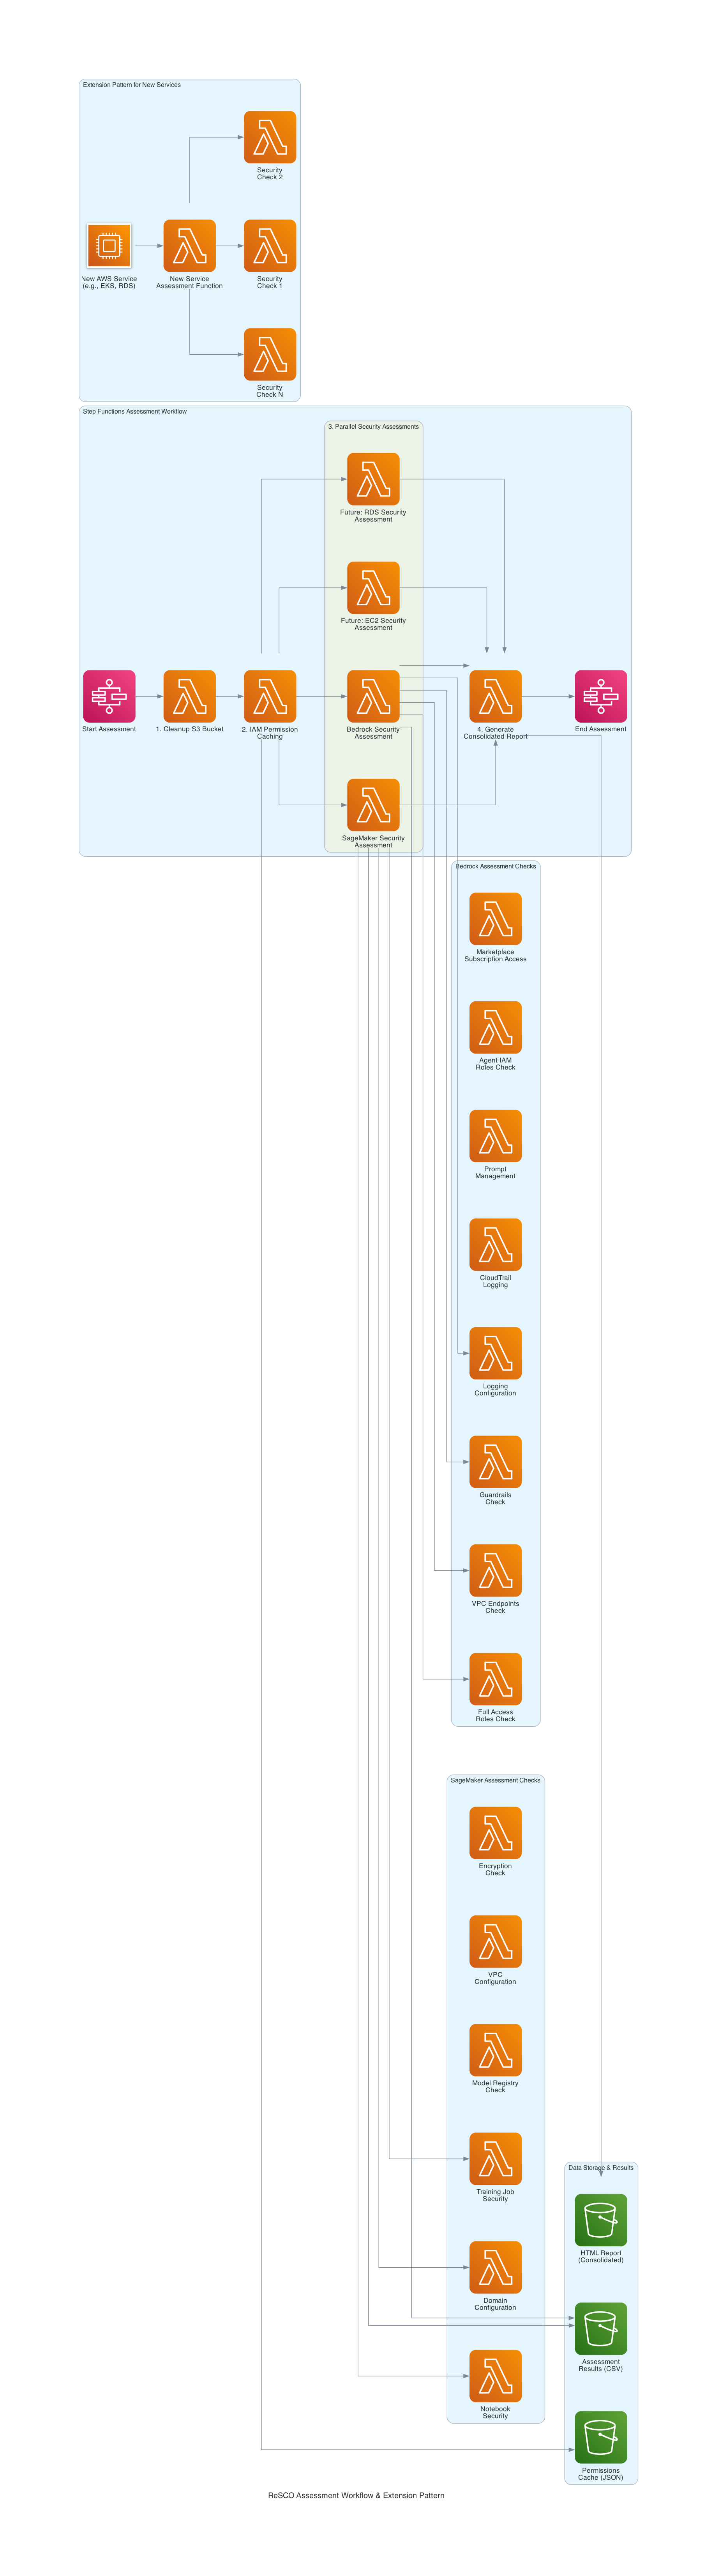 Extension Pattern for New Services
Security
Check 2
New AWS Service
(e.g., EKS, RDS)
New Service
Assessment Function
Security
Check 1
Security
Check N
Step Functions Assessment Workflow
3. Parallel Security Assessments
Future: RDS Security
Assessment
Future: EC2 Security
Assessment
Start Assessment
1. Cleanup S3 Bucket
2. IAM Permission
Caching
Bedrock Security
Assessment
4. Generate
Consolidated Report
End Assessment
SageMaker Security
Assessment
Bedrock Assessment Checks
Marketplace
Subscription Access
Agent IAM
Roles Check
Prompt
Management
CloudTrail
Logging
Logging
Configuration
Guardrails
Check
VPC Endpoints
Check
Full Access
Roles Check
SageMaker Assessment Checks
Encryption
Check
VPC
Configuration
Model Registry
Check
Training Job
Security
Domain
Configuration
Notebook
Security
Data Storage & Results
HTML Report
(Consolidated)
Assessment
Results (CSV)
Permissions
Cache (JSON)
ReSCO Assessment Workflow & Extension Pattern